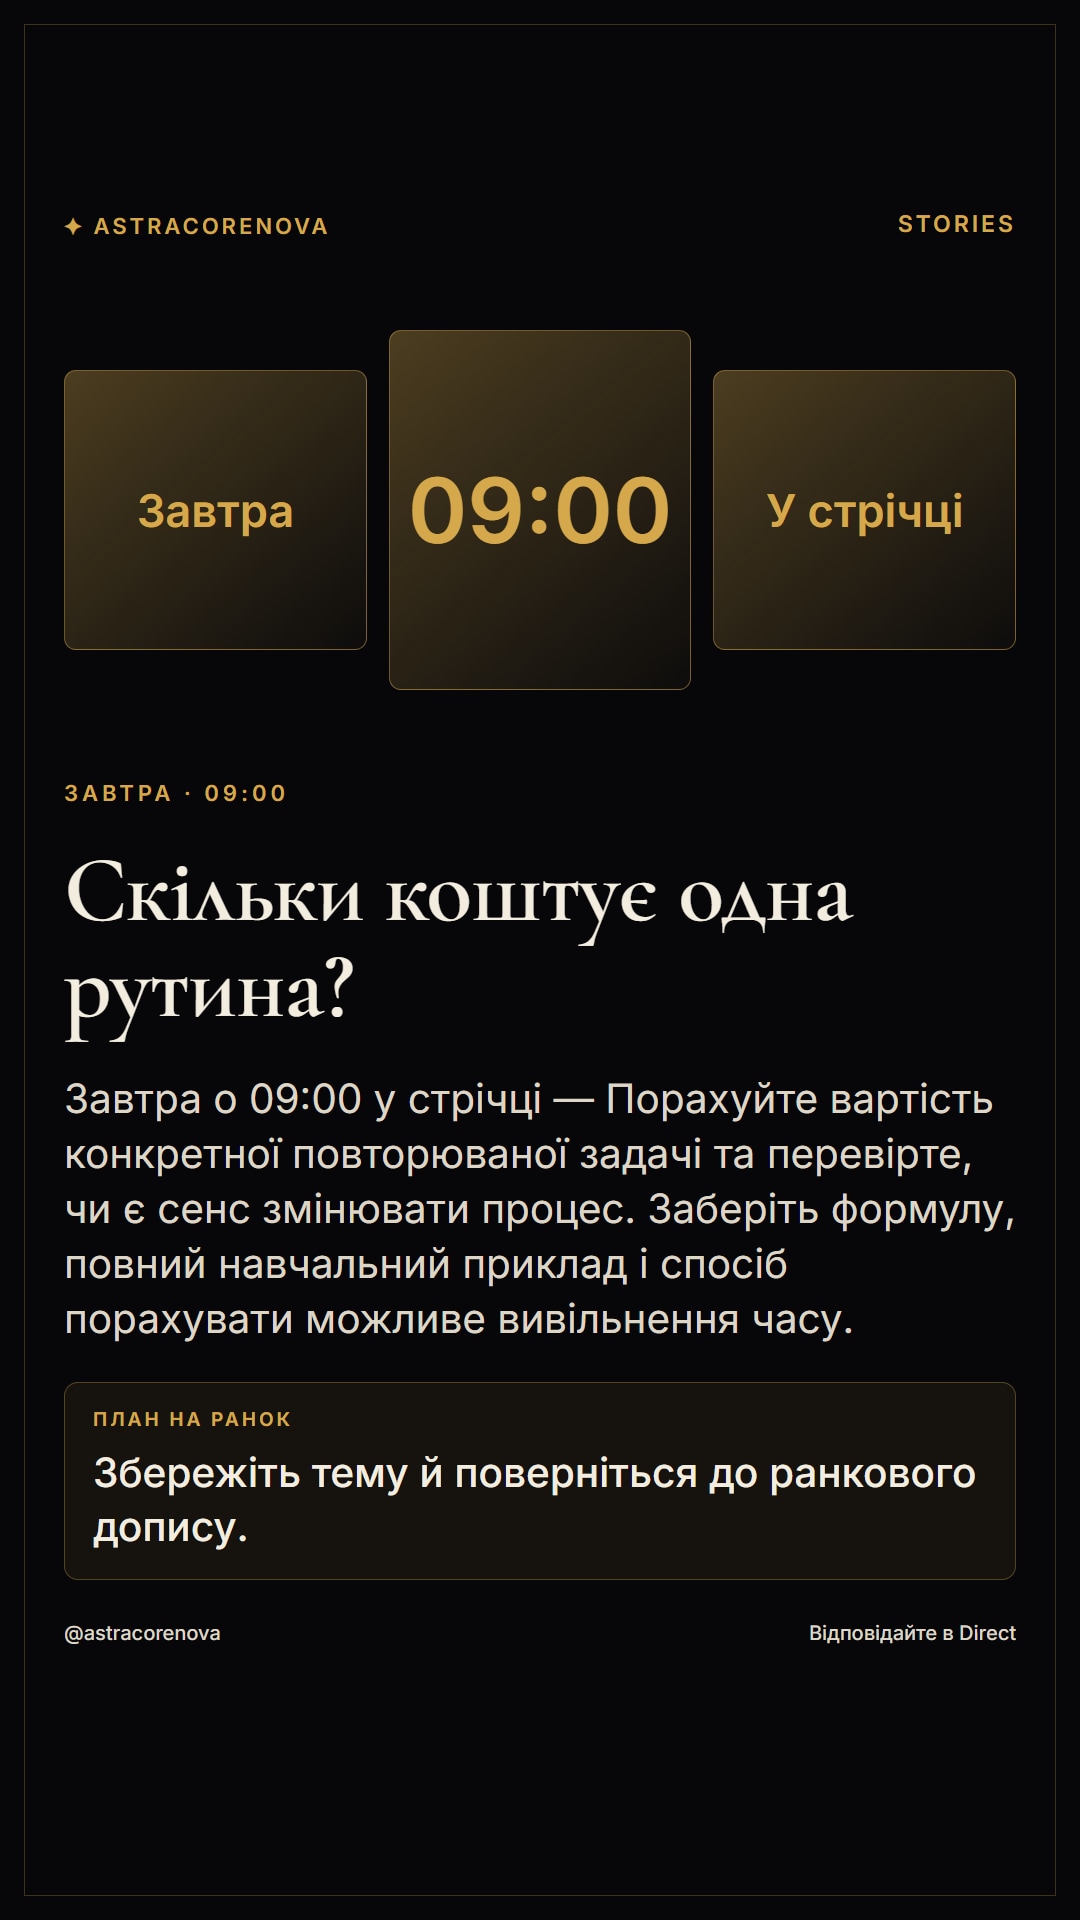 ✦ ASTRACORENOVA
STORIES
Завтра
09:00
У стрічці
ЗАВТРА · 09:00
Скільки коштує одна
рутина?
Завтра о 09:00 у стрічці — Порахуйте вартість
конкретної повторюваної задачі та перевірте,
чи є сенс змінювати процес. Заберіть формулу,
повний навчальний приклад і спосіб
порахувати можливе вивільнення часу.
ПЛАН НА РАНОК
Збережіть тему й поверніться до ранкового
допису.
@astracorenova
Відповідайте в Direct